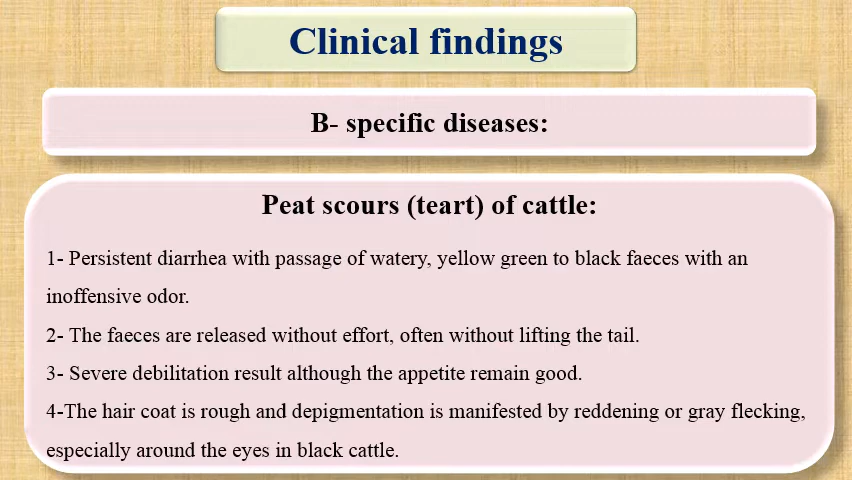 Clinical findings
B- specific diseases:
Peat scours (teart) of cattle:
1- Persistent diarrhea with passage of watery, yellow green to black faeces with an
inoffensive odor.
2- The faeces are released without effort, often without lifting the tail.
3- Severe debilitation result although the appetite remain good.
4-The hair coat is rough and depigmentation is manifested by reddening or gray flecking,
especially around the eyes in black cattle.